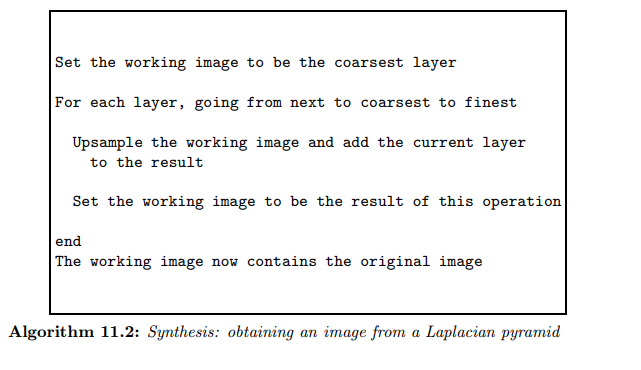 Set the working image to be the coarsest layer
For each layer, going from next to coarsest to finest
Upsample the working image and add the current layer
to the result
Set the working image to be the result of this operation
end
The working image now contains the original image
Algorithm 11.2: Synthesis: obtaining an image from a Laplacian pyramid